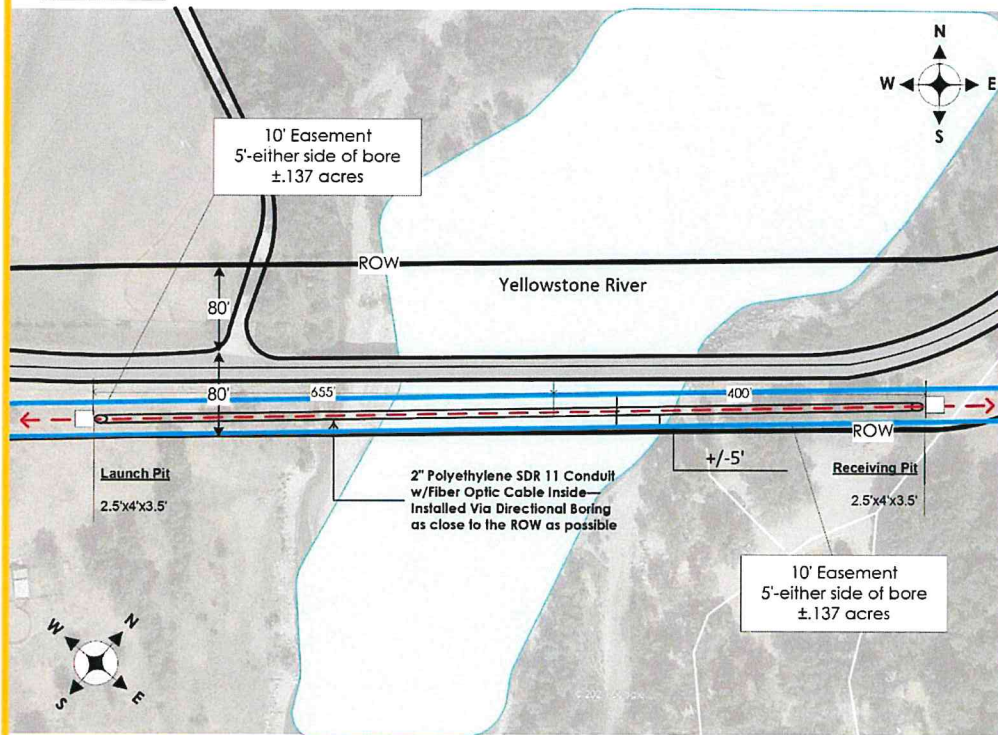 N
W
E
S
10' Easement
5'-either side of bore
±.137 acres
ROW
Yellowstone River
80'
80'
655'
400'
ROW
+/-5'
Launch Pit
2.5'x4'x3.5'
2" Polyethylene SDR 11 Conduit
w/Fiber Optic Cable Inside—
Installed Via Directional Boring
as close to the ROW as possible
Receiving Pit
2.5'x4'x3.5'
10' Easement
5'-either side of bore
±.137 acres
W
N
S
E